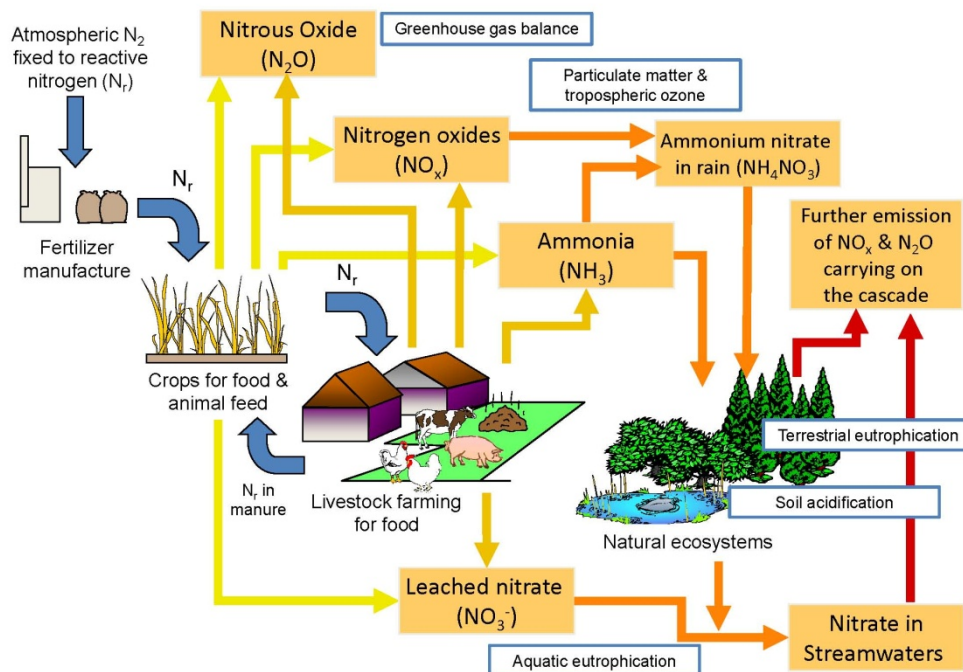 Atmospheric N₂
fixed to reactive
nitrogen (Nᵣ)
Nitrous Oxide
(N₂O)
Greenhouse gas balance
Particulate matter &
tropospheric ozone
Nitrogen oxides
(NOₓ)
Ammonium nitrate
in rain (NH₄NO₃)
Nᵣ
Fertilizer
manufacture
Ammonia
(NH₃)
Further emission
of NOₓ & N₂O
carrying on
the cascade
Nᵣ
Crops for food &
animal feed
Terrestrial eutrophication
Nᵣ in
manure
Livestock farming
for food
Soil acidification
Natural ecosystems
Leached nitrate
(NO₃⁻)
Nitrate in
Streamwaters
Aquatic eutrophication